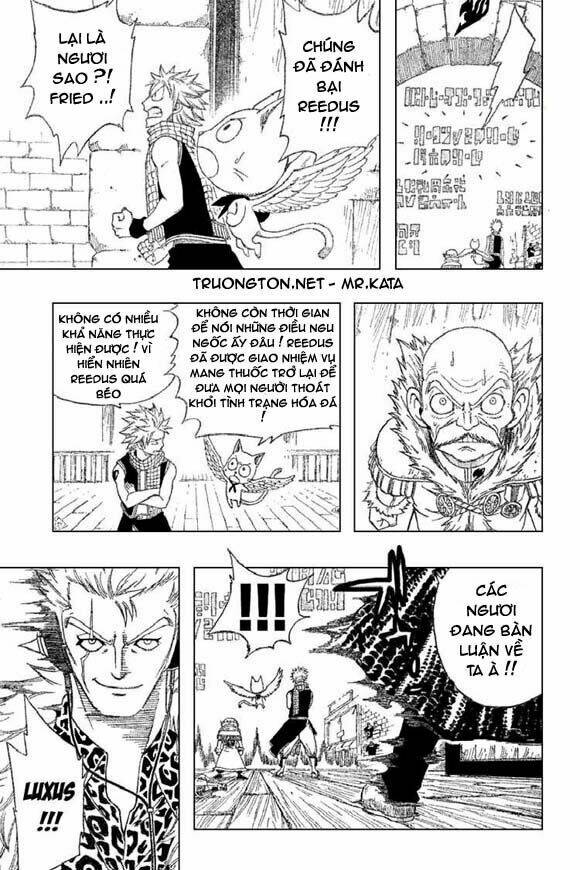 CHÚNG
ĐÃ ĐÁNH
BẠI
REEDUS
!!!
LẠI LÀ
NGƯƠI
SAO ?!
FRIED ..!
TRUONGTON.NET - MR.KATA
KHÔNG CÒN THỜI GIAN
ĐỂ NÓI NHỮNG ĐIỀU NGU
NGỐC ẤY ĐÂU ! REEDUS
ĐÃ ĐƯỢC GIAO NHIỆM VỤ
MANG THUỐC TRỞ LẠI ĐỂ
ĐƯA MỌI NGƯỜI THOÁT
KHỎI TÌNH TRẠNG HÓA ĐÁ
!
KHÔNG CÓ NHIỀU
KHẢ NĂNG THỰC
HIỆN ĐƯỢC ! VÌ
HIỂN NHIÊN
REEDUS QUÁ
BÉO
CÁC
NGƯƠI
ĐANG BÀN
LUẬN VỀ
TA À !!
!!!
LUXUS
!!!